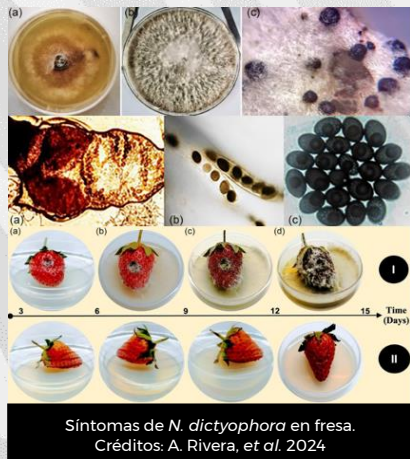 (a)
(b)
(c)
(a)
(b)
(c)
(a)
(b)
(c)
(d)
I
3 6 9 12 15 Time
(Days)
II
Síntomas de N. dictyophora en fresa.
Créditos: A. Rivera, et al. 2024